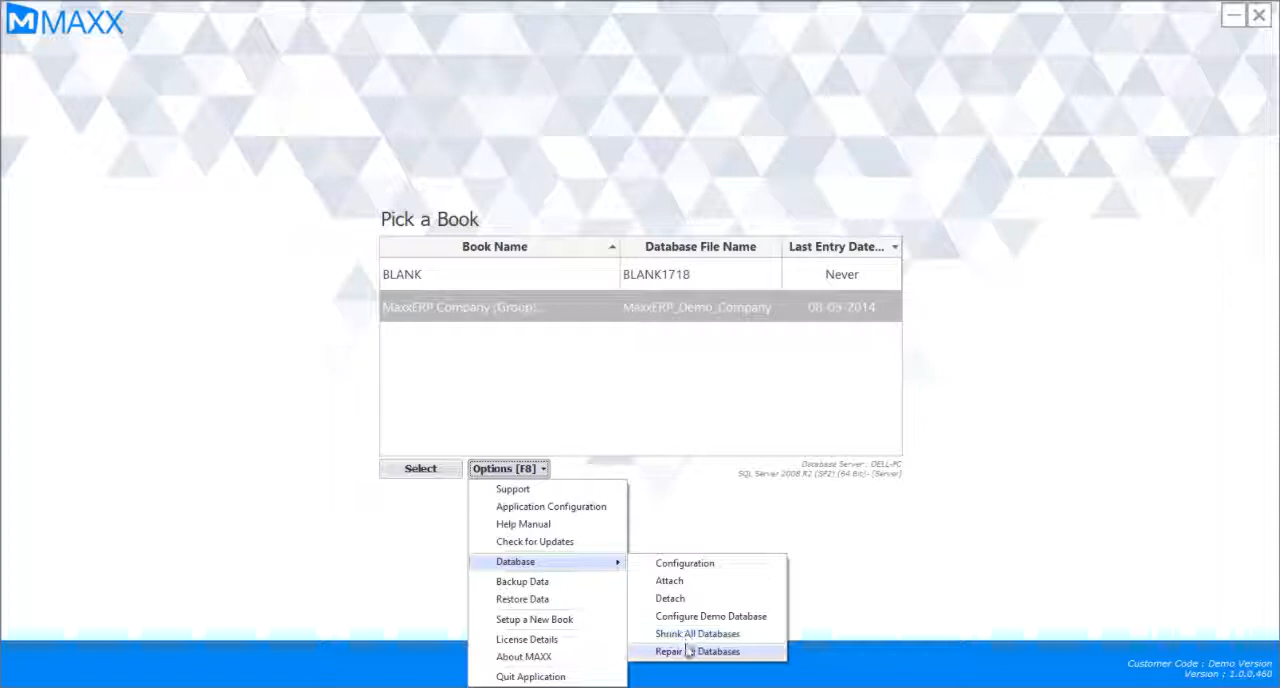 MAXX
Pick a Book
Book Name Database File Name Last Entry Date...
BLANK BLANK1718 Never
MaxxERP Company (Group)... MaxxERP_Demo_Company 08-05-2014
Select Options [F8]
Database Server : DELL-PC
SQL Server 2008 R2 (SP2) (64 Bit)- [Server]
Support
Application Configuration
Help Manual
Check for Updates
Database
Backup Data
Restore Data
Setup a New Book
License Details
About MAXX
Quit Application
Configuration
Attach
Detach
Configure Demo Database
Shrink All Databases
Repair Databases
Customer Code : Demo Version
Version : 1.0.0.460